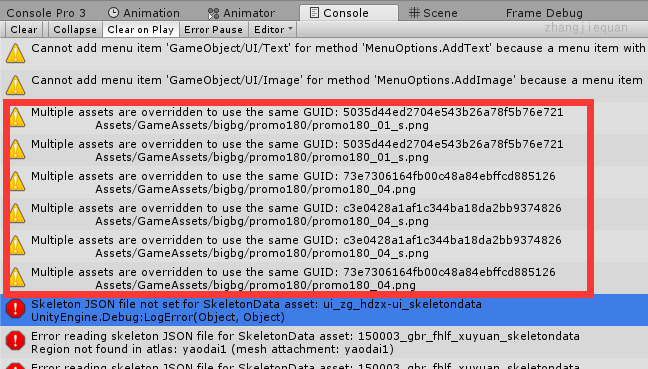 Console Pro 3
Animation
Animator
Console
Scene
Frame Debug
zhangjiequan
Clear
Collapse
Clear on Play
Error Pause
Editor
Cannot add menu item 'GameObject/UI/Text' for method 'MenuOptions.AddText' because a menu item with
Cannot add menu item 'GameObject/UI/Image' for method 'MenuOptions.AddImage' because a menu item
Multiple assets are overridden to use the same GUID: 5035d44ed2704e543b26a78f5b76e721
Assets/GameAssets/bigbg/promo180/promo180_01_s.png
Multiple assets are overridden to use the same GUID: 5035d44ed2704e543b26a78f5b76e721
Assets/GameAssets/bigbg/promo180/promo180_01_s.png
Multiple assets are overridden to use the same GUID: 73e7306164fb00c48a84ebffcd885126
Assets/GameAssets/bigbg/promo180/promo180_04.png
Multiple assets are overridden to use the same GUID: c3e0428a1af1c344ba18da2bb9374826
Assets/GameAssets/bigbg/promo180/promo180_04_s.png
Multiple assets are overridden to use the same GUID: c3e0428a1af1c344ba18da2bb9374826
Assets/GameAssets/bigbg/promo180/promo180_04_s.png
Multiple assets are overridden to use the same GUID: 73e7306164fb00c48a84ebffcd885126
Assets/GameAssets/bigbg/promo180/promo180_04.png
Skeleton JSON file not set for SkeletonData asset: ui_zg_hdzx-ui_skeletondata
UnityEngine.Debug:LogError(Object, Object)
Error reading skeleton JSON file for SkeletonData asset: 150003_gbr_fhlf_xuyuan_skeletondata
Region not found in atlas: yaodai1 (mesh attachment: yaodai1)
Error reading skeleton JSON file for SkeletonData asset: 150003_gbr_fhlf_xuyuan_skeletondata